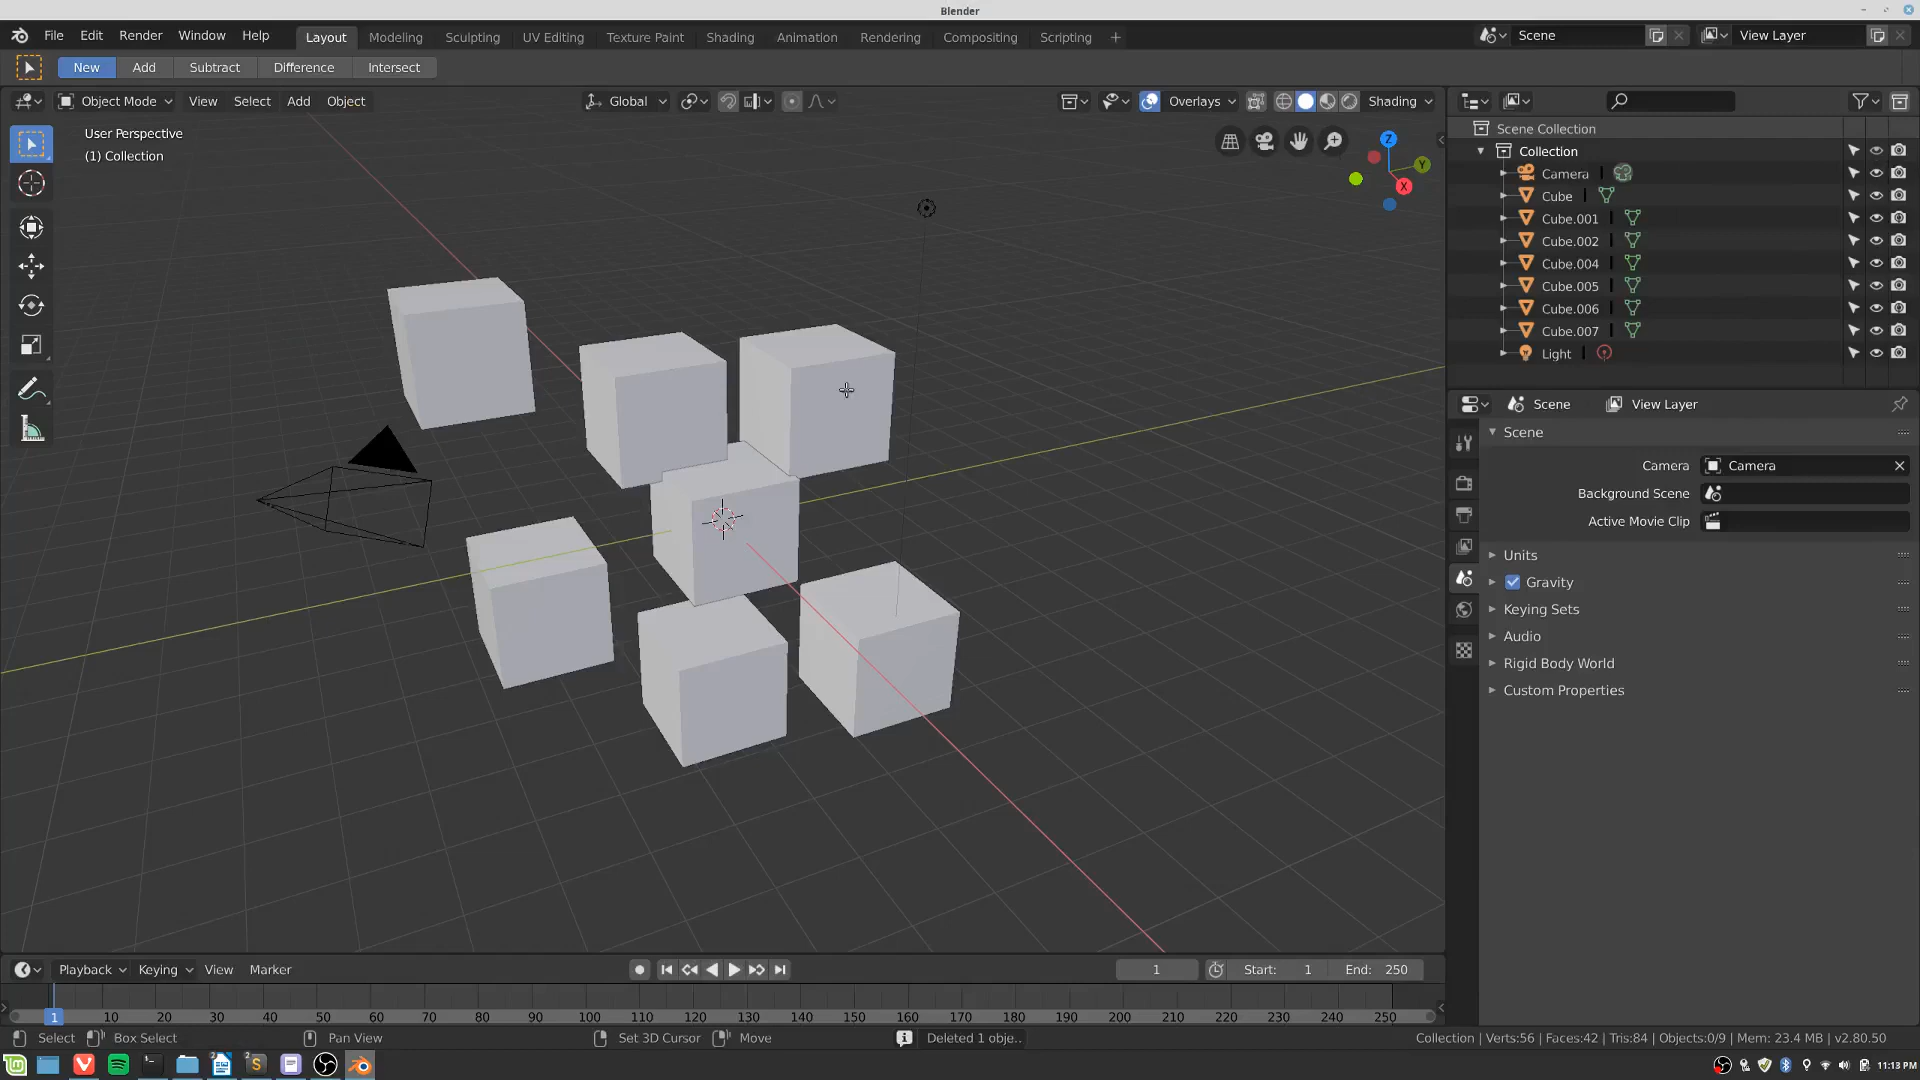 Blender
File Edit Render Window Help Layout Modeling Sculpting UV Editing Texture Paint Shading Animation Rendering Compositing Scripting + Scene View Layer
New Add Subtract Difference Intersect
Object Mode View Select Add Object Global Overlays Shading
User Perspective
(1) Collection
Z
Y
X
Scene Collection
Collection
Camera
Cube
Cube.001
Cube.002
Cube.004
Cube.005
Cube.006
Cube.007
Light
Scene View Layer
Scene
Camera Camera
Background Scene
Active Movie Clip
Units
Gravity
Keying Sets
Audio
Rigid Body World
Custom Properties
Playback Keying View Marker 1 Start: 1 End: 250
1 10 20 30 40 50 60 70 80 90 100 110 120 130 140 150 160 170 180 190 200 210 220 230 240 250
Select Box Select Pan View Set 3D Cursor Move Deleted 1 obje.. Collection | Verts:56 | Faces:42 | Tris:84 | Objects:0/9 | Mem: 23.4 MB | v2.80.50
2 2 11:13 PM